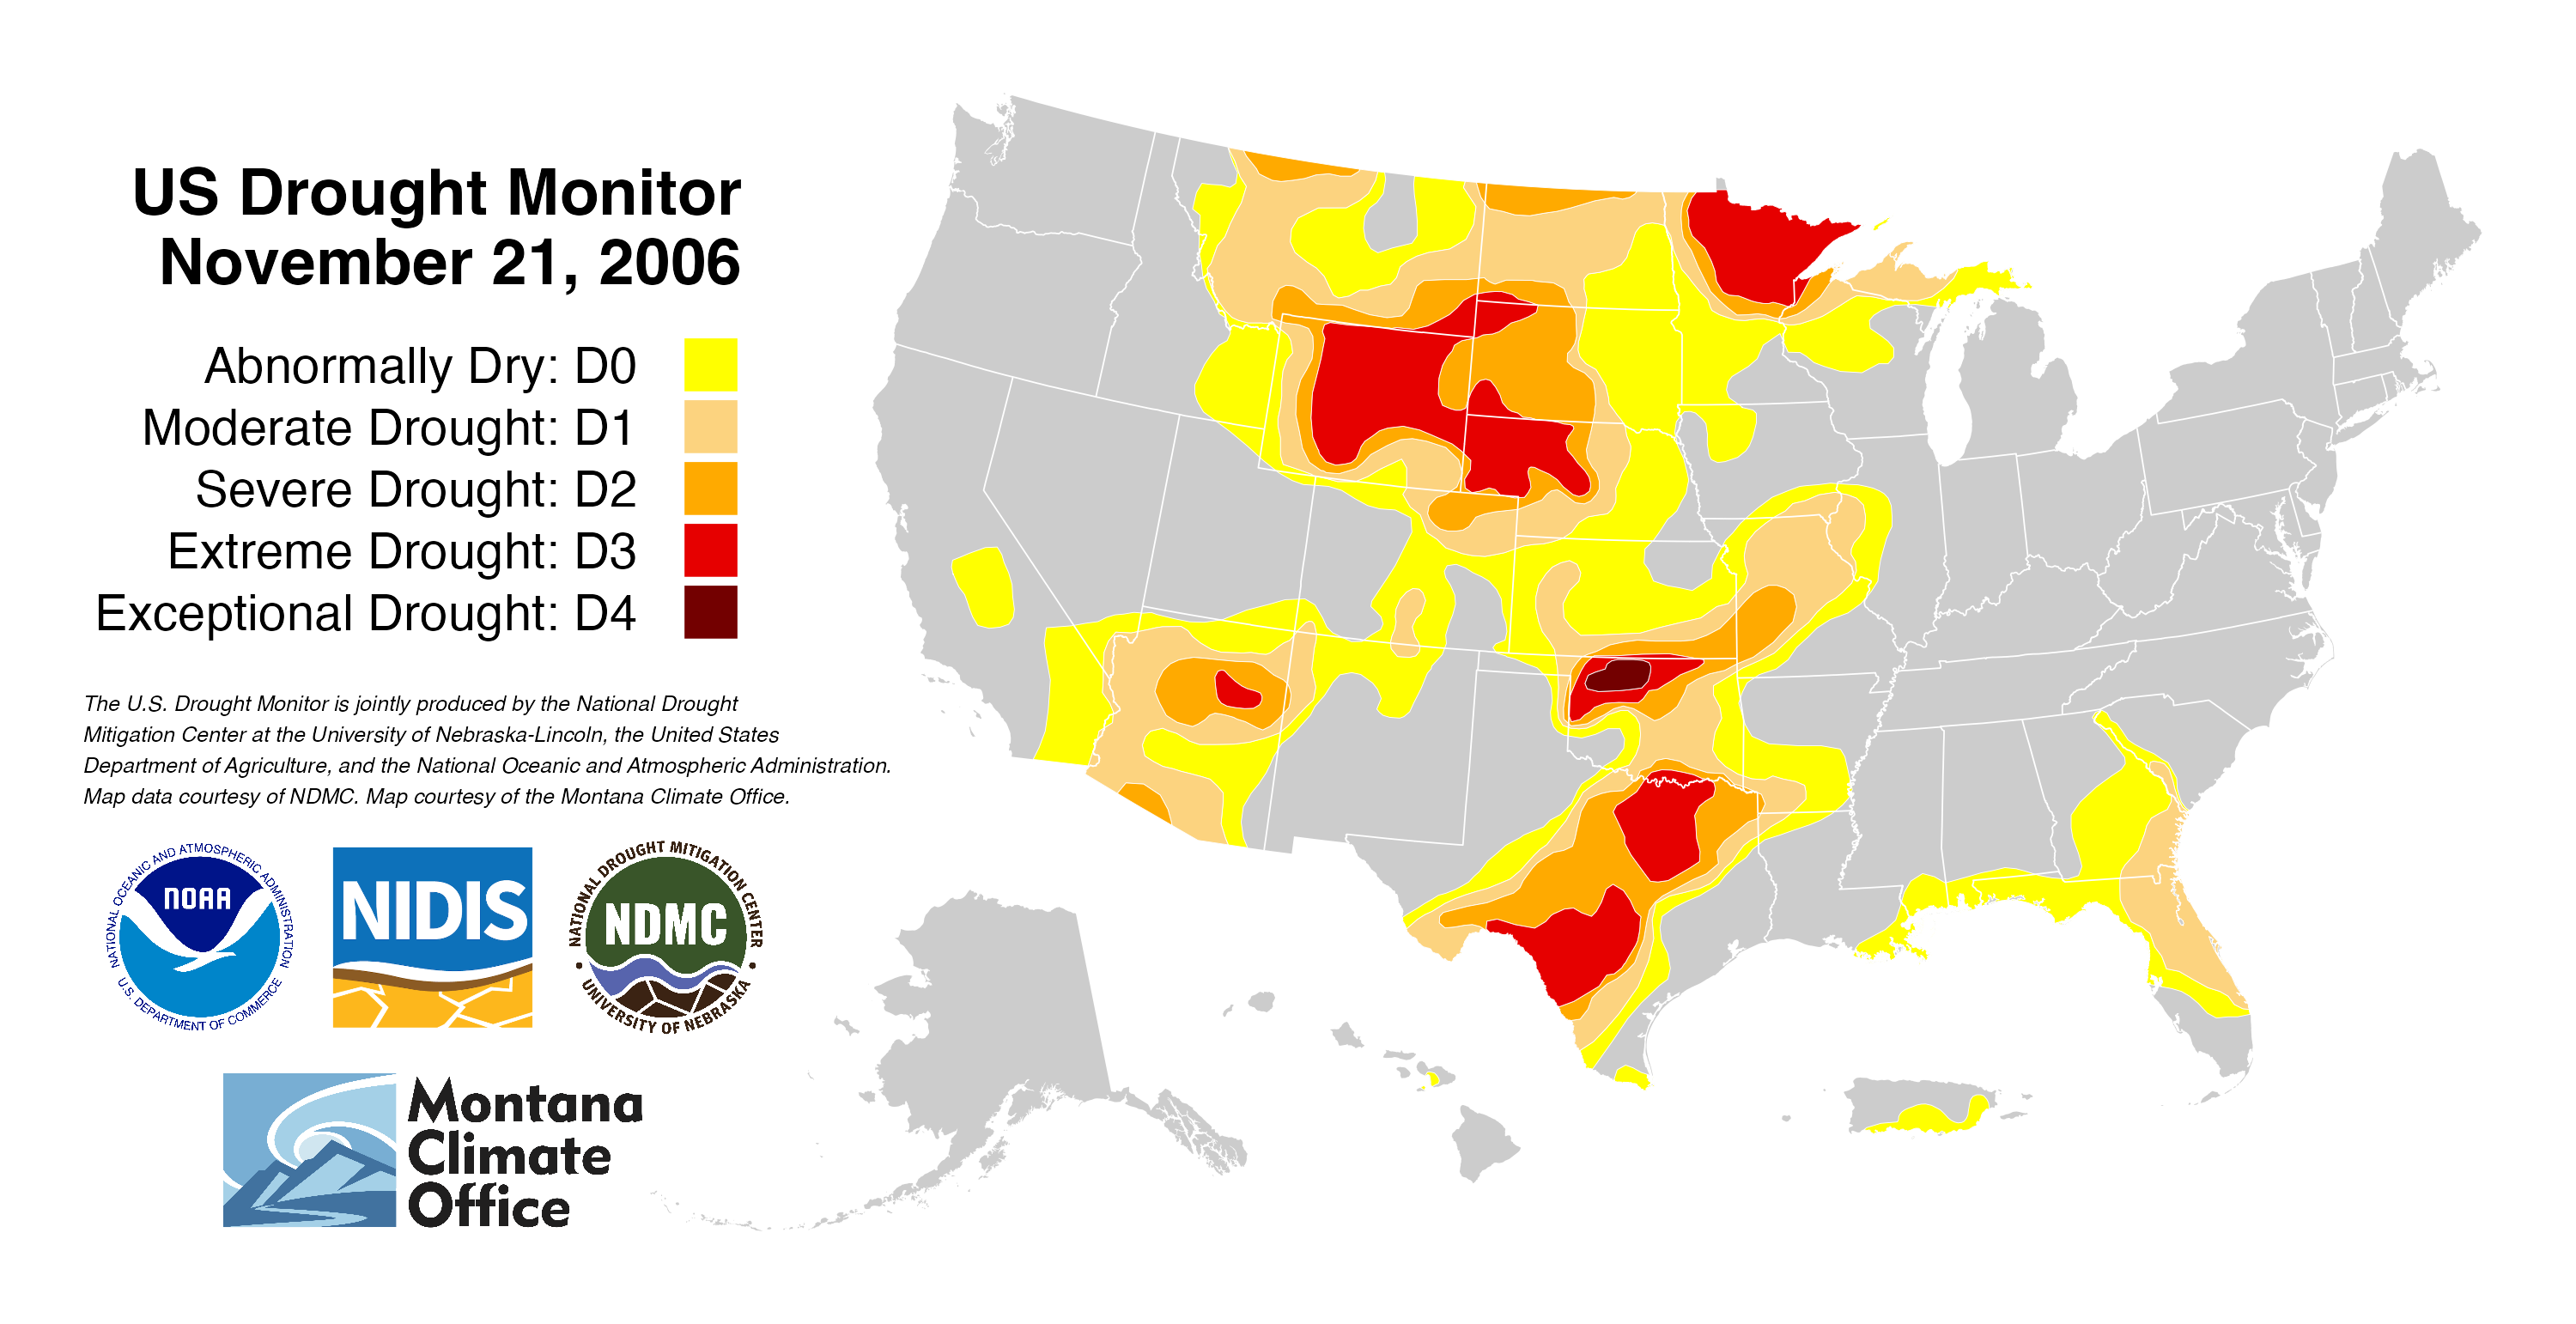 US Drought Monitor
November 21, 2006
Abnormally Dry: D0
Moderate Drought: D1
Severe Drought: D2
Extreme Drought: D3
Exceptional Drought: D4
The U.S. Drought Monitor is jointly produced by the National Drought
Mitigation Center at the University of Nebraska-Lincoln, the United States
Department of Agriculture, and the National Oceanic and Atmospheric Administration.
Map data courtesy of NDMC. Map courtesy of the Montana Climate Office.
NATIONAL OCEANIC AND ATMOSPHERIC ADMINISTRATION
NOAA
U.S. DEPARTMENT OF COMMERCE
NIDIS
NATIONAL DROUGHT MITIGATION CENTER
NDMC
UNIVERSITY OF NEBRASKA
Montana
Climate
Office